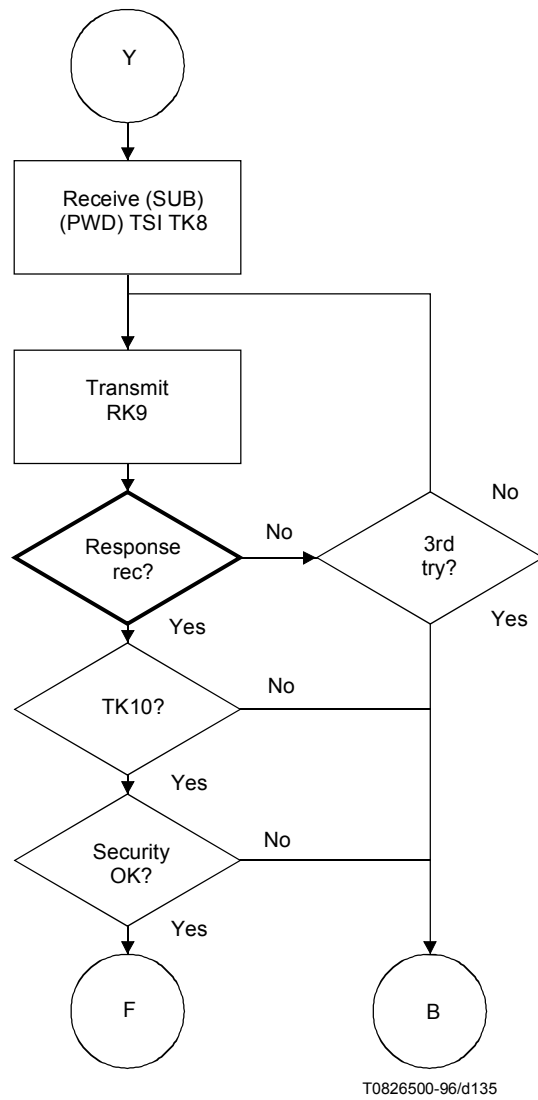 Y
Receive (SUB)
(PWD) TSI TK8
Transmit
RK9
Response
rec?
No
3rd
try?
No
Yes
Yes
TK10?
No
Yes
Security
OK?
No
Yes
F
B
T0826500-96/d135